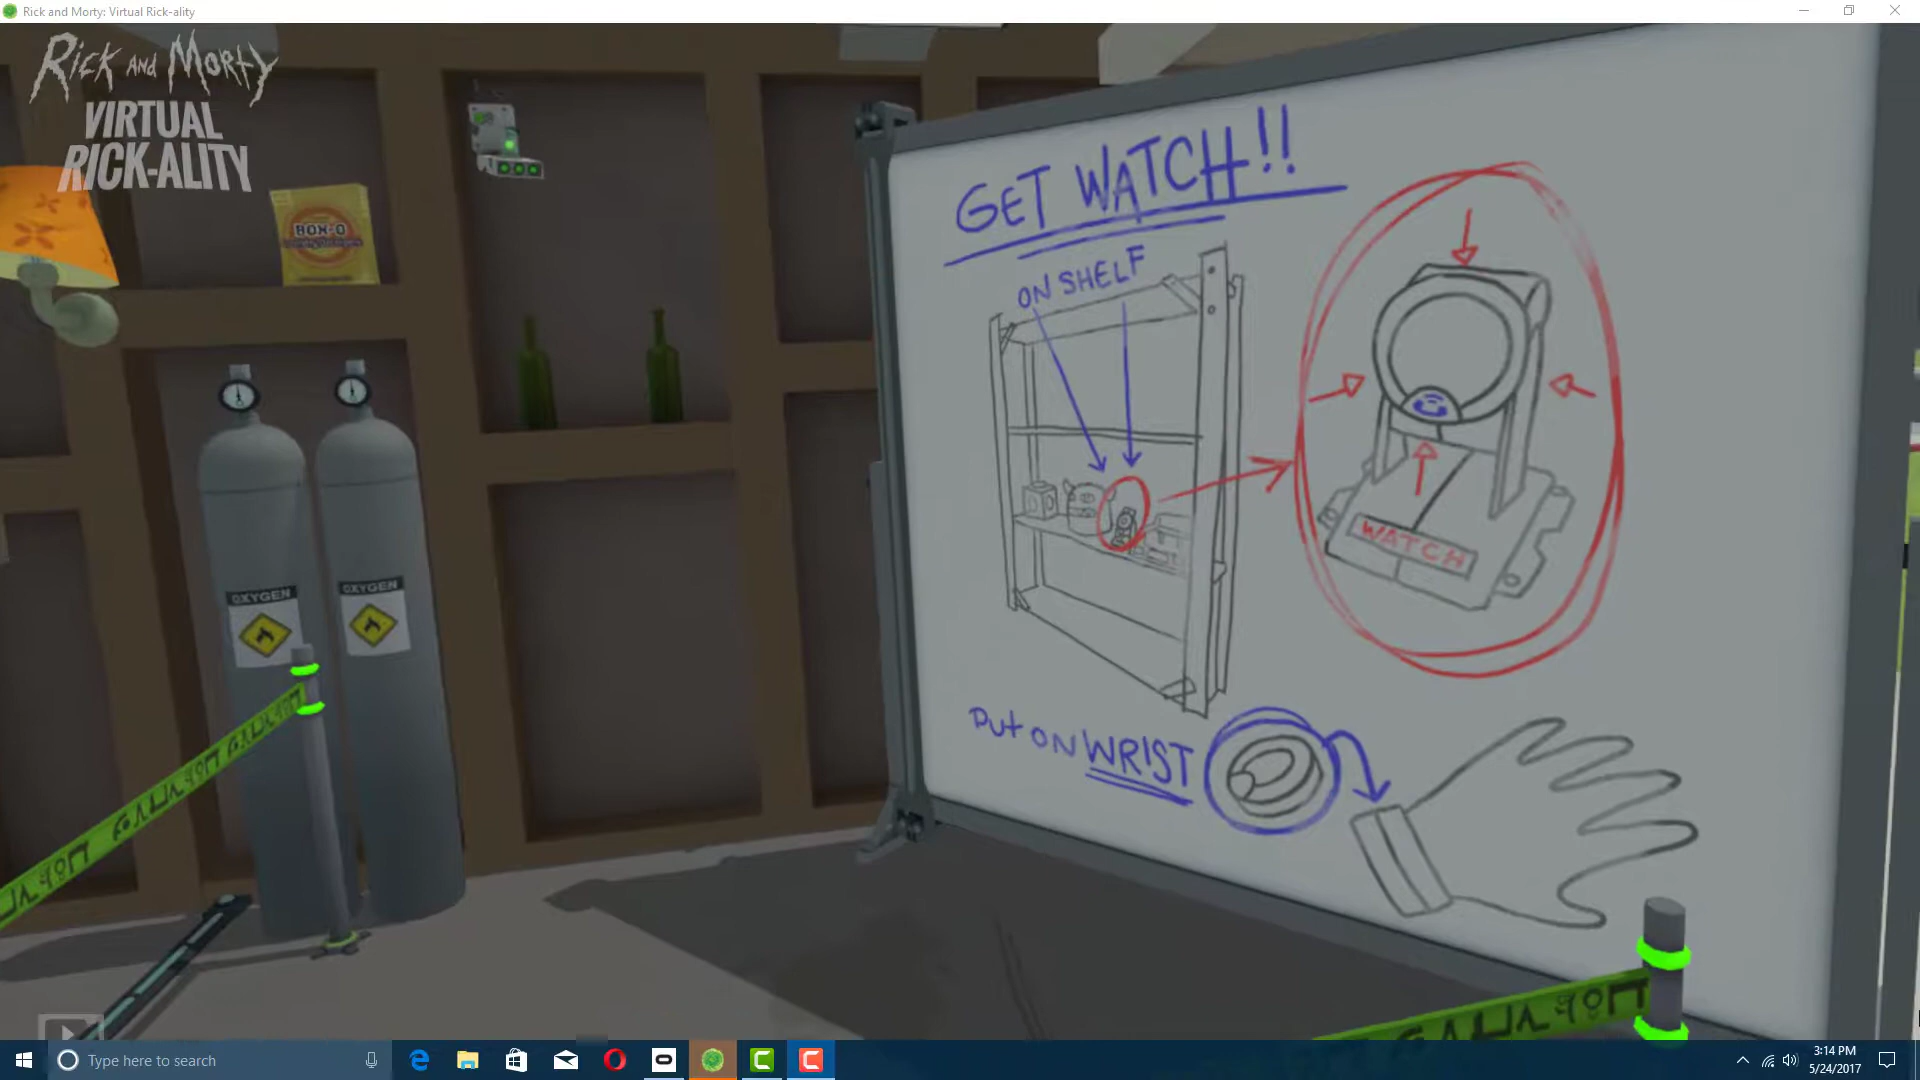 Rick and Morty: Virtual Rick-ality
RICK AND MORTY
VIRTUAL
RICK-ALITY
BOX-O
GET WATCH!!
ON SHELF
WATCH
OXYGEN
OXYGEN
PUT ON WRIST
Type here to search
3:14 PM
5/24/2017